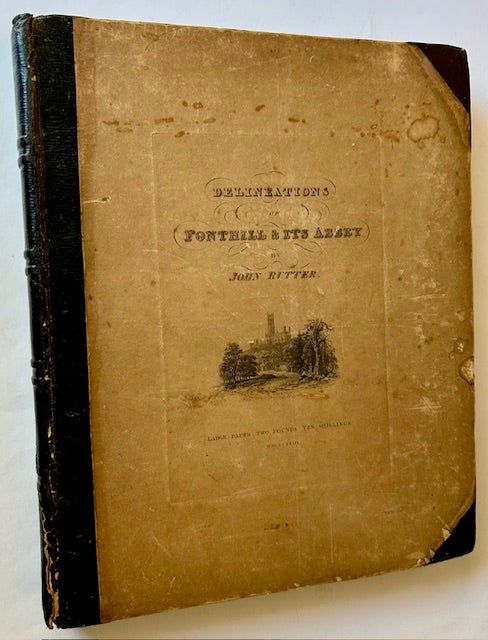 DELINEATIONS
OF
FONTHILL & ITS ABBEY
BY
JOHN RUTTER.
LARGE PAPER TWO POUNDS TEN SHILLINGS